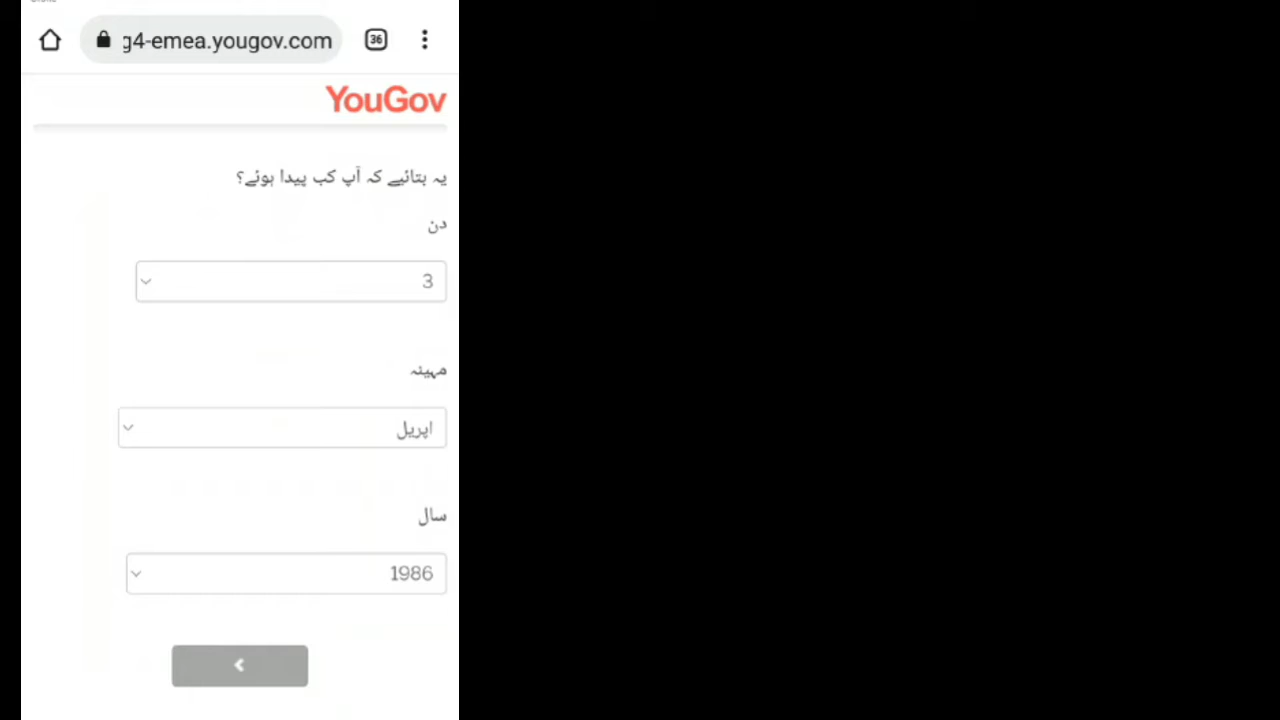 g4-emea.yougov.com
36
YouGov
یہ بتائیے کہ آپ کب پیدا ہوئے؟
دن
3
مہینہ
اپریل
سال
1986